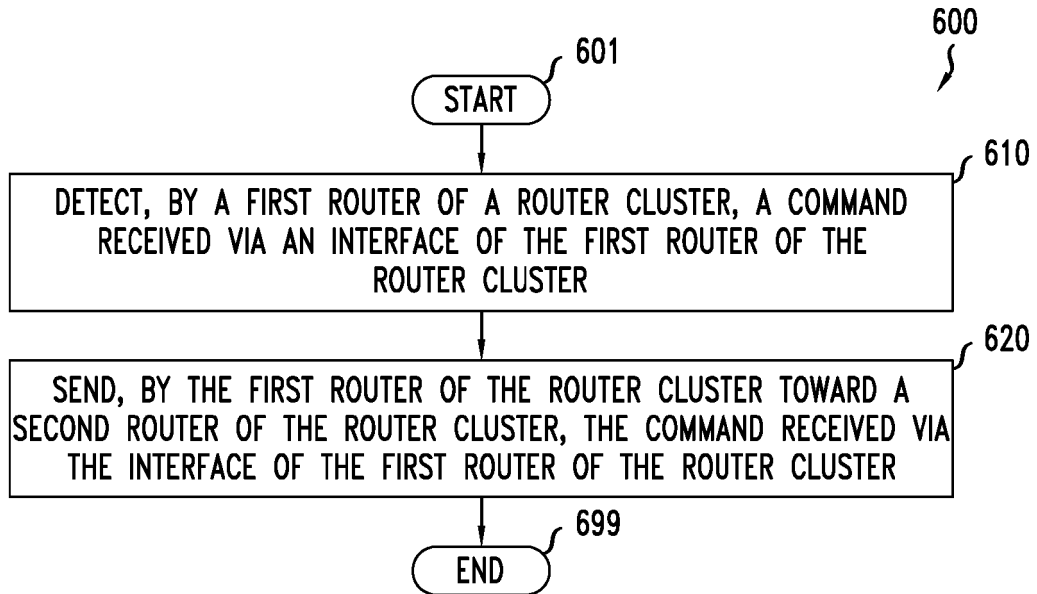 600
601
START
610
DETECT, BY A FIRST ROUTER OF A ROUTER CLUSTER, A COMMAND
RECEIVED VIA AN INTERFACE OF THE FIRST ROUTER OF THE
ROUTER CLUSTER
620
SEND, BY THE FIRST ROUTER OF THE ROUTER CLUSTER TOWARD A
SECOND ROUTER OF THE ROUTER CLUSTER, THE COMMAND RECEIVED VIA
THE INTERFACE OF THE FIRST ROUTER OF THE ROUTER CLUSTER
699
END